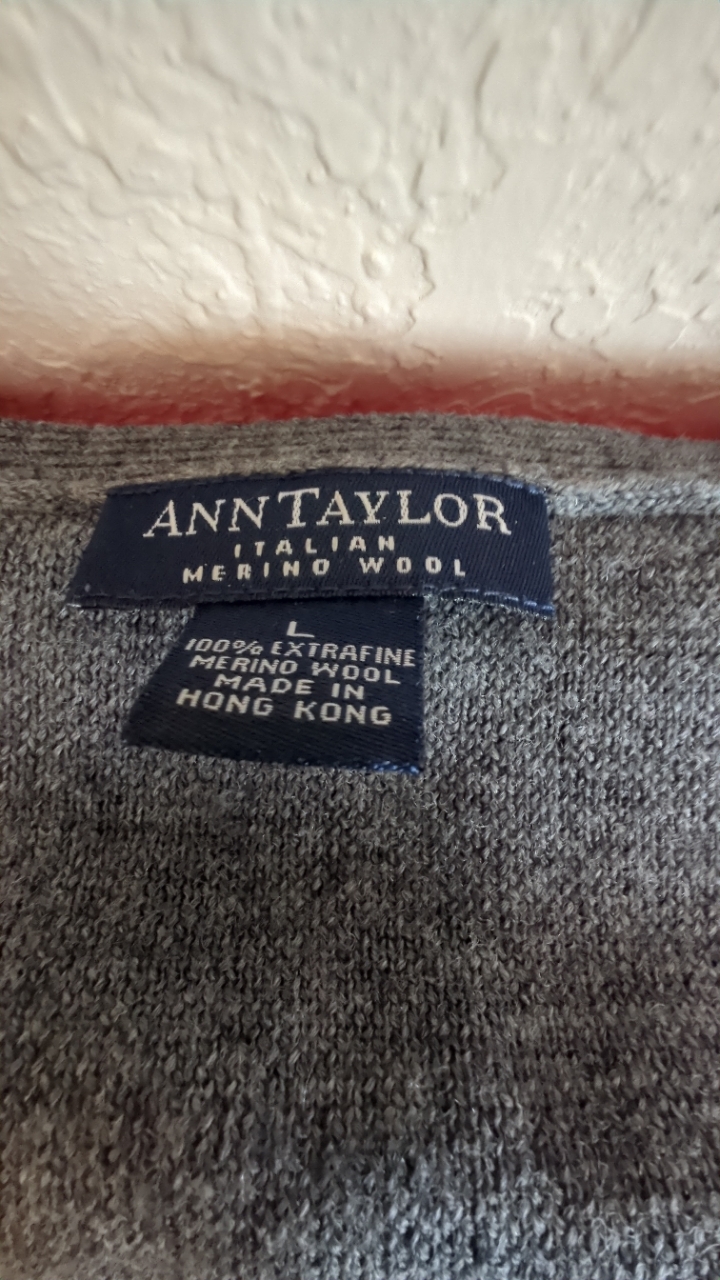 ANNTAYLOR
ITALIAN
MERINO WOOL
L
100% EXTRAFINE
MERINO WOOL
MADE IN
HONG KONG